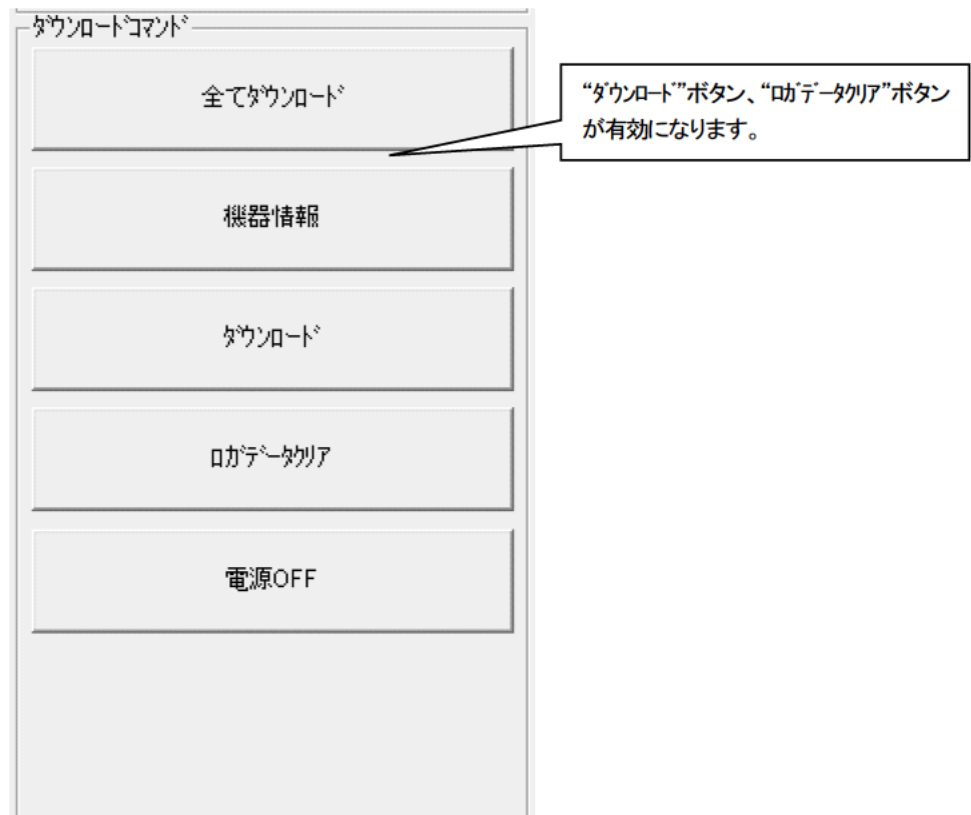 ﾀﾞｳﾝﾛｰﾄﾞｺﾏﾝﾄﾞ
全てﾀﾞｳﾝﾛｰﾄﾞ
“ﾀﾞｳﾝﾛｰﾄﾞ”ボタン、“ﾛｶﾞﾃﾞｰﾀｸﾘｱ”ボタン
が有効になります。
機器情報
ﾀﾞｳﾝﾛｰﾄﾞ
ﾛｶﾞﾃﾞｰﾀｸﾘｱ
電源OFF